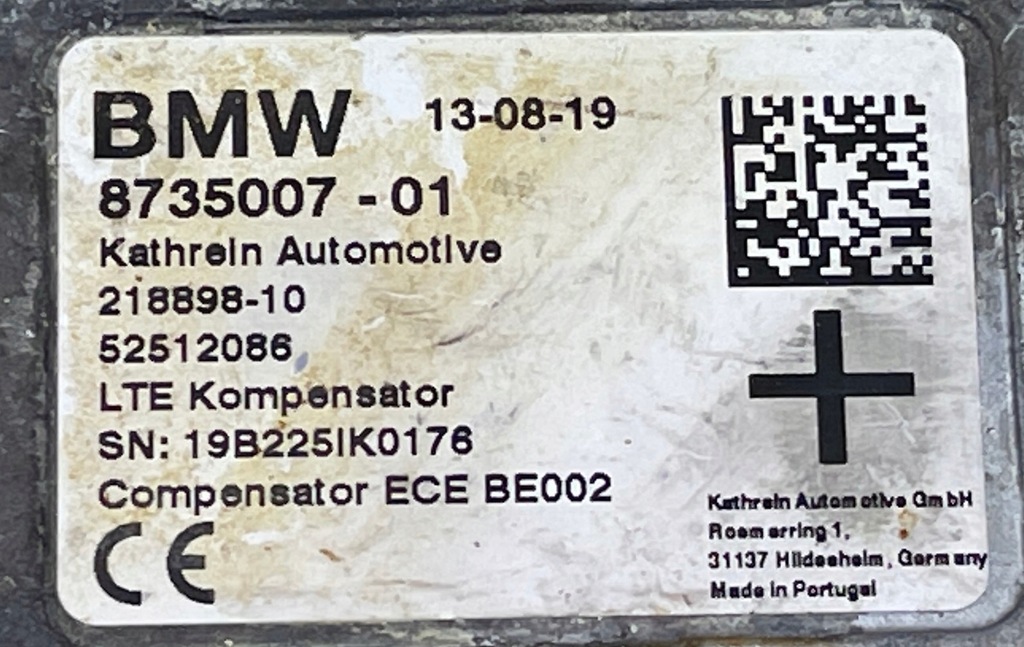 BMW 13-08-19
8735007 - 01
Kathrein Automotive
218898-10
52512086
LTE Kompensator
SN: 19B225IK0176
Compensator ECE BE002
CE
Kathrein Automotive GmbH
Roemerring 1,
31137 Hildesheim, Germany
Made in Portugal